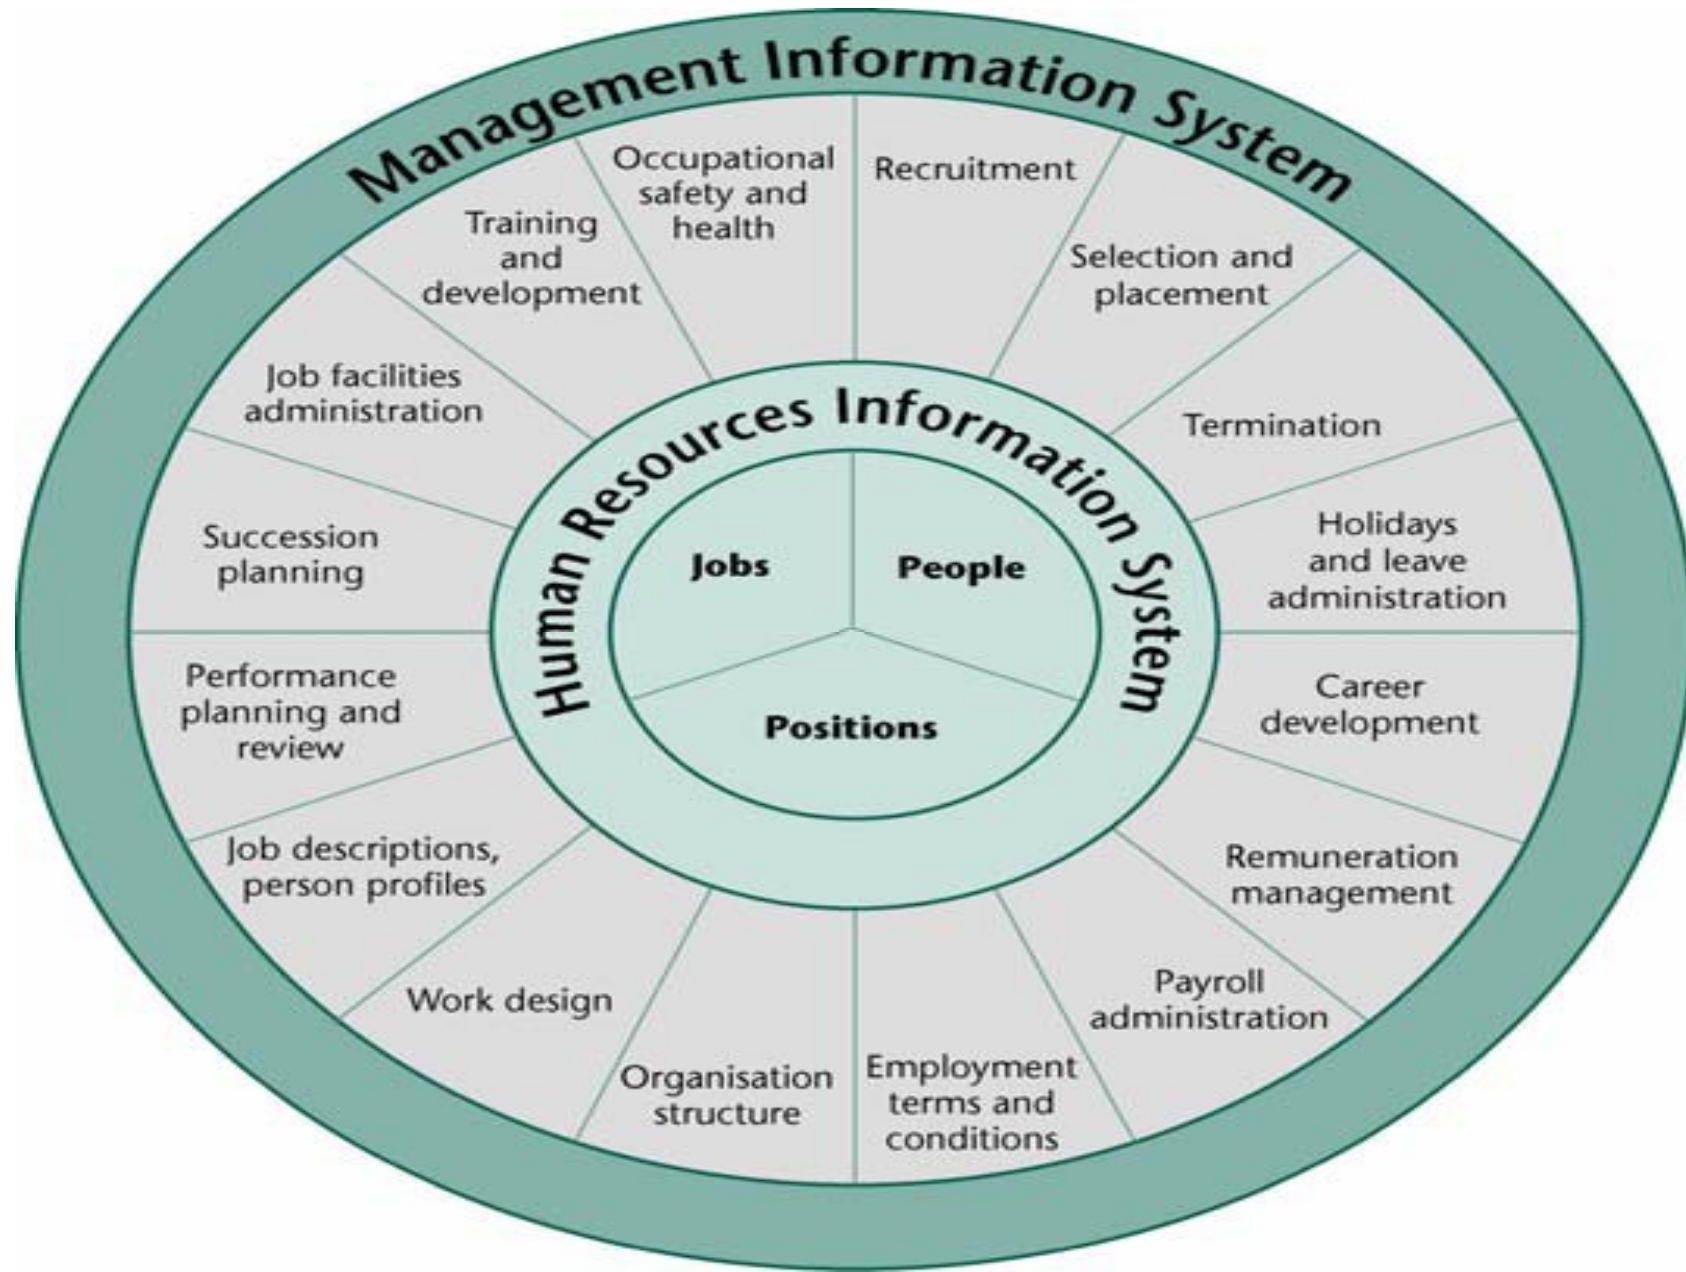 Management Information System
Occupational
safety and
health
Recruitment
Selection and
placement
Termination
Holidays
and leave
administration
Career
development
Remuneration
management
Payroll
administration
Employment
terms and
conditions
Organisation
structure
Work design
Job descriptions,
person profiles
Performance
planning and
review
Succession
planning
Job facilities
administration
Training
and
development
Human Resources Information System
Jobs
People
Positions